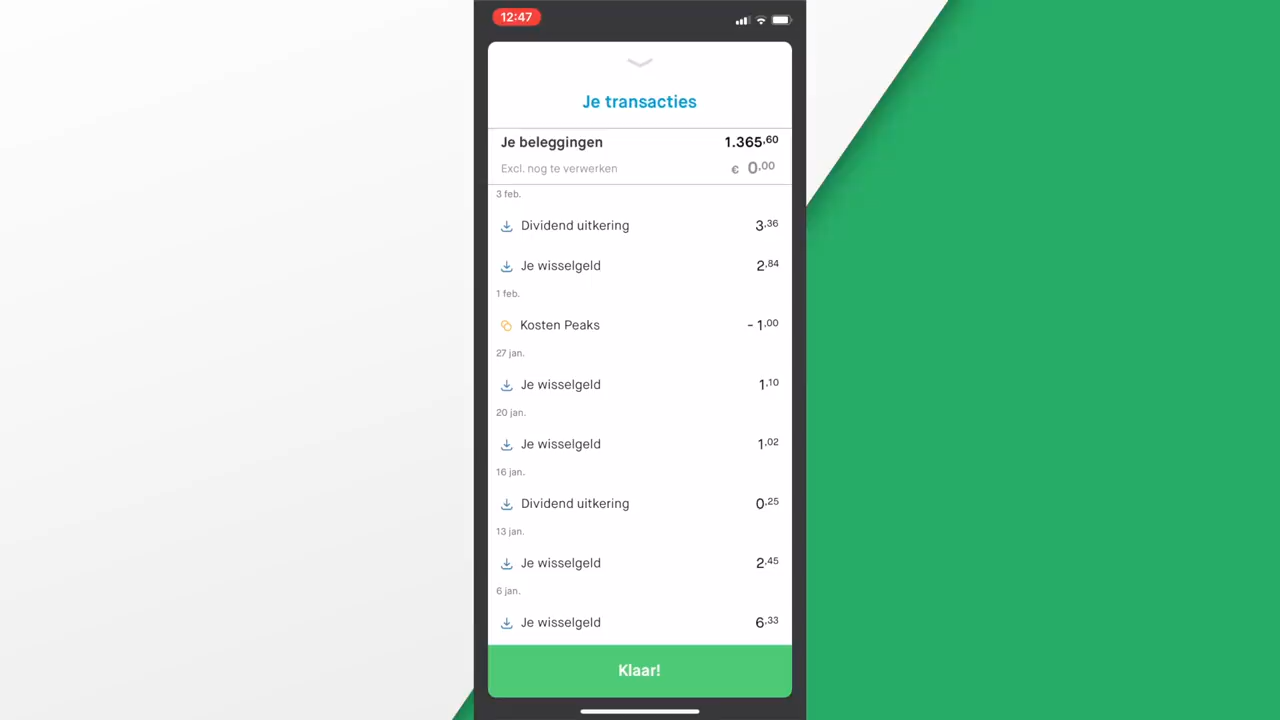 12:47
Je transacties
Je beleggingen 1.365,60
Excl. nog te verwerken € 0,00
3 feb.
Dividend uitkering 3,36
Je wisselgeld 2,84
1 feb.
Kosten Peaks - 1,00
27 jan.
Je wisselgeld 1,10
20 jan.
Je wisselgeld 1,02
16 jan.
Dividend uitkering 0,25
13 jan.
Je wisselgeld 2,45
6 jan.
Je wisselgeld 6,33
Klaar!